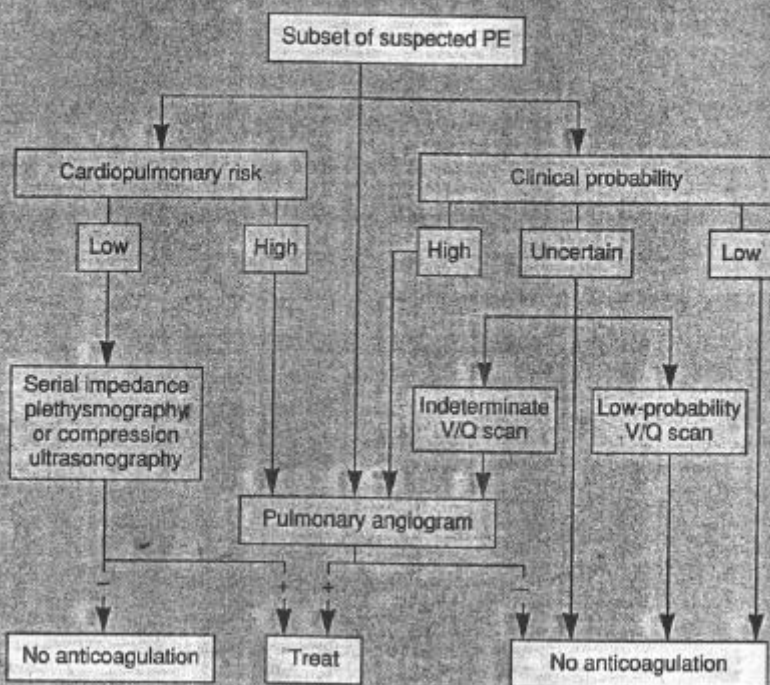 Subset of suspected PE
Cardiopulmonary risk
Clinical probability
Low
High
High
Uncertain
Low
Serial impedance
plethysmography
or compression
ultrasonography
Indeterminate
V/Q scan
Low-probability
V/Q scan
Pulmonary angiogram
−
+
+
−
No anticoagulation
Treat
No anticoagulation